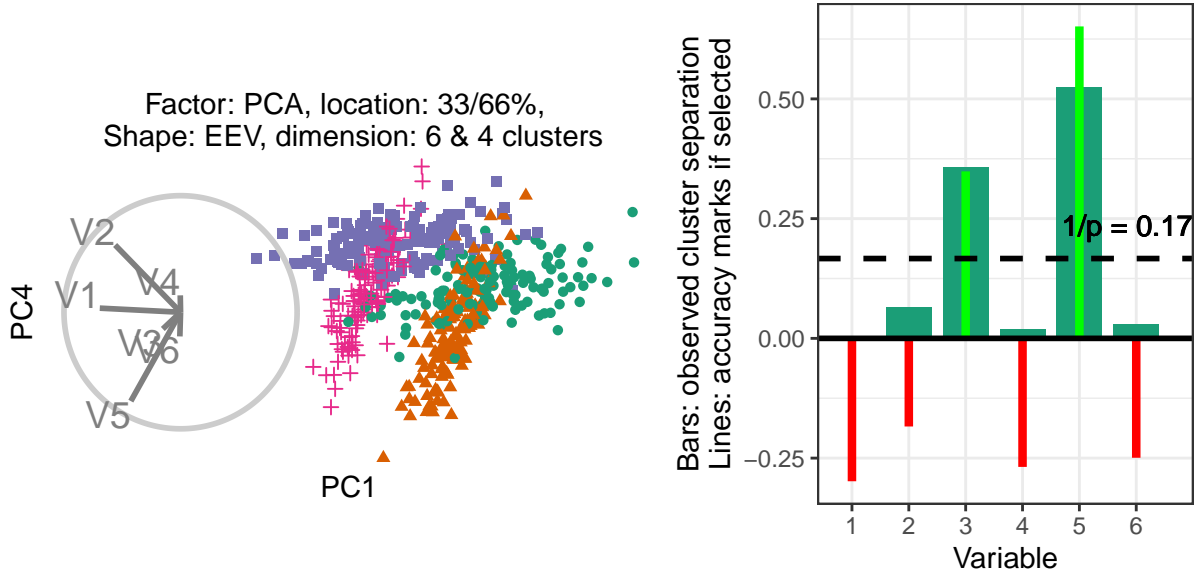 Factor: PCA, location: 33/66%,
Shape: EEV, dimension: 6 & 4 clusters
V2
V4
V1
V3
V6
V5
PC4
PC1
Bars: observed cluster separation
Lines: accuracy marks if selected
0.50
0.25
0.00
−0.25
1/p = 0.17
1 2 3 4 5 6
Variable